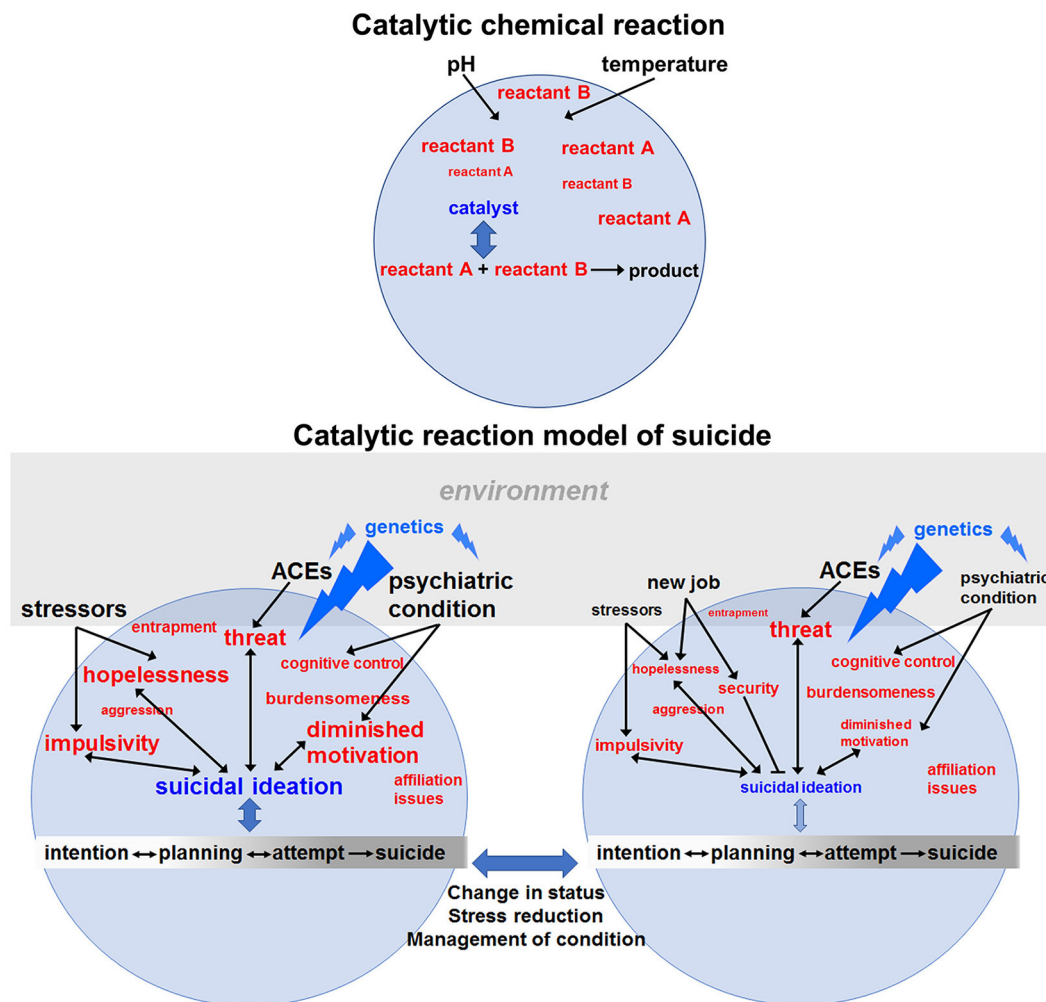 Catalytic chemical reaction
pH
temperature
reactant B
reactant B
reactant A
reactant A
reactant B
catalyst
reactant A
reactant A + reactant B
product
Catalytic reaction model of suicide
environment
genetics
ACEs
psychiatric
condition
stressors
entrapment
threat
cognitive control
hopelessness
burdensomeness
aggression
diminished
motivation
impulsivity
suicidal ideation
affiliation
issues
intention
planning
attempt
suicide
genetics
ACEs
psychiatric
condition
new job
stressors
entrapment
threat
cognitive control
hopelessness
security
burdensomeness
aggression
diminished
motivation
impulsivity
suicidal ideation
affiliation
issues
intention
planning
attempt
suicide
Change in status
Stress reduction
Management of condition